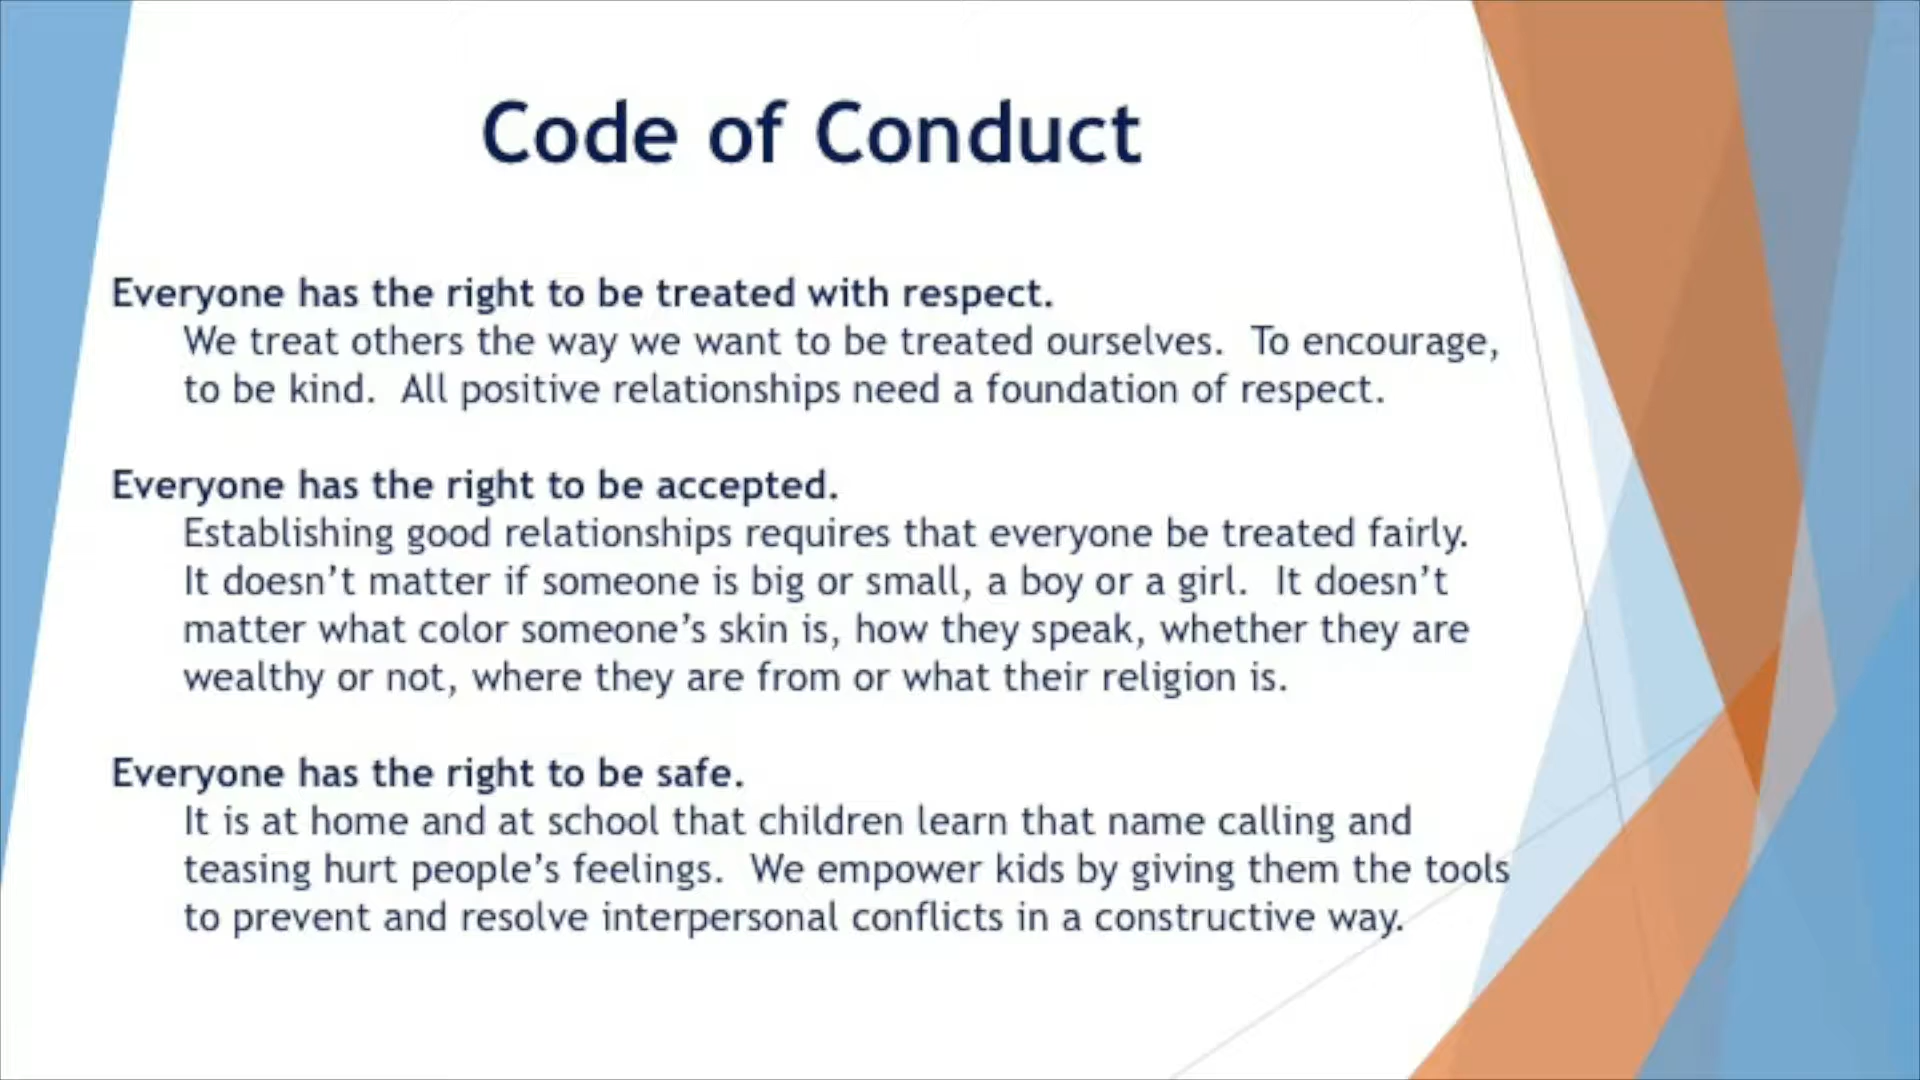 Code of Conduct
Everyone has the right to be treated with respect.
We treat others the way we want to be treated ourselves.  To encourage,
to be kind.  All positive relationships need a foundation of respect.
Everyone has the right to be accepted.
Establishing good relationships requires that everyone be treated fairly.
It doesn’t matter if someone is big or small, a boy or a girl.  It doesn’t
matter what color someone’s skin is, how they speak, whether they are
wealthy or not, where they are from or what their religion is.
Everyone has the right to be safe.
It is at home and at school that children learn that name calling and
teasing hurt people’s feelings.  We empower kids by giving them the tools
to prevent and resolve interpersonal conflicts in a constructive way.